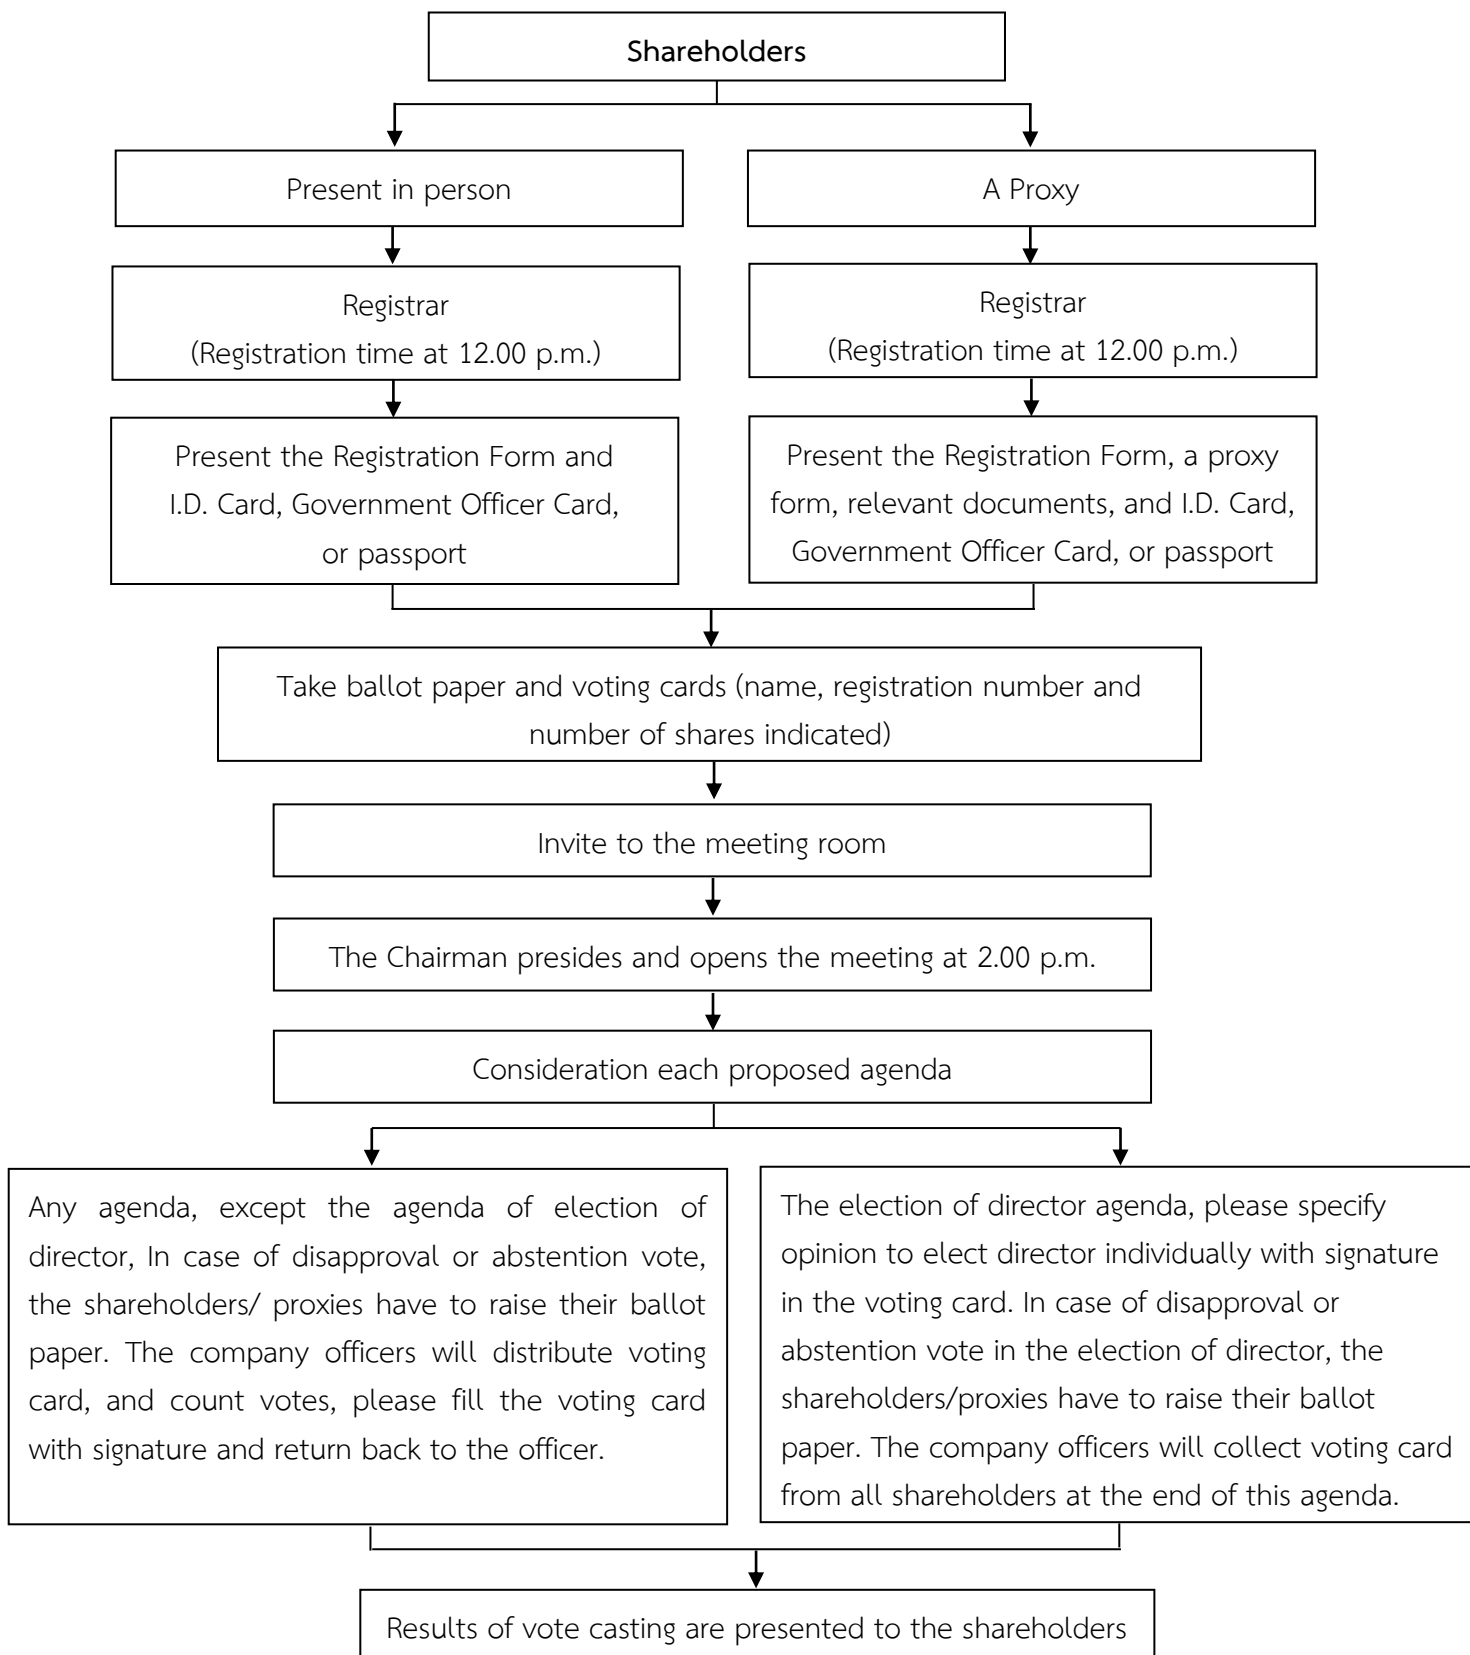 Shareholders
Present in person
A Proxy
Registrar
(Registration time at 12.00 p.m.)
Registrar
(Registration time at 12.00 p.m.)
Present the Registration Form and
I.D. Card, Government Officer Card,
or passport
Present the Registration Form, a proxy
form, relevant documents, and I.D. Card,
Government Officer Card, or passport
Take ballot paper and voting cards (name, registration number and
number of shares indicated)
Invite to the meeting room
The Chairman presides and opens the meeting at 2.00 p.m.
Consideration each proposed agenda
Any agenda, except the agenda of election of
director, In case of disapproval or abstention vote,
the shareholders/ proxies have to raise their ballot
paper. The company officers will distribute voting
card, and count votes, please fill the voting card
with signature and return back to the officer.
The election of director agenda, please specify
opinion to elect director individually with signature
in the voting card. In case of disapproval or
abstention vote in the election of director, the
shareholders/proxies have to raise their ballot
paper. The company officers will collect voting card
from all shareholders at the end of this agenda.
Results of vote casting are presented to the shareholders